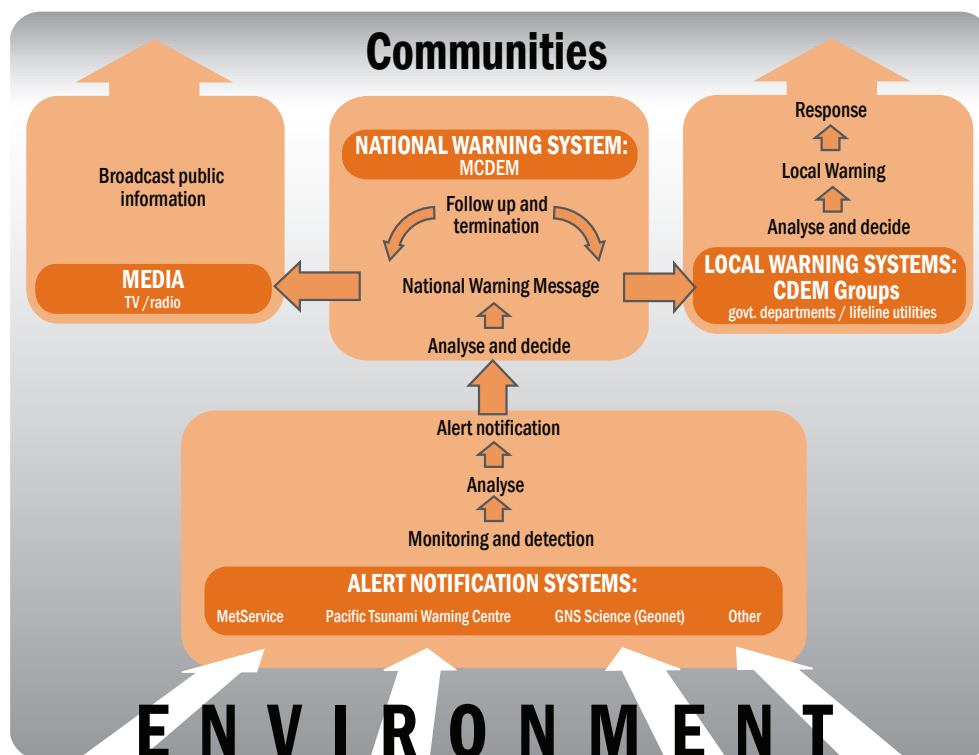 Communities
Broadcast public
information
MEDIA
TV /radio
NATIONAL WARNING SYSTEM:
MCDEM
Follow up and
termination
National Warning Message
Analyse and decide
Response
Local Warning
Analyse and decide
LOCAL WARNING SYSTEMS:
CDEM Groups
govt. departments / lifeline utilities
Alert notification
Analyse
Monitoring and detection
ALERT NOTIFICATION SYSTEMS:
MetService Pacific Tsunami Warning Centre GNS Science (Geonet) Other
ENVIRONMENT